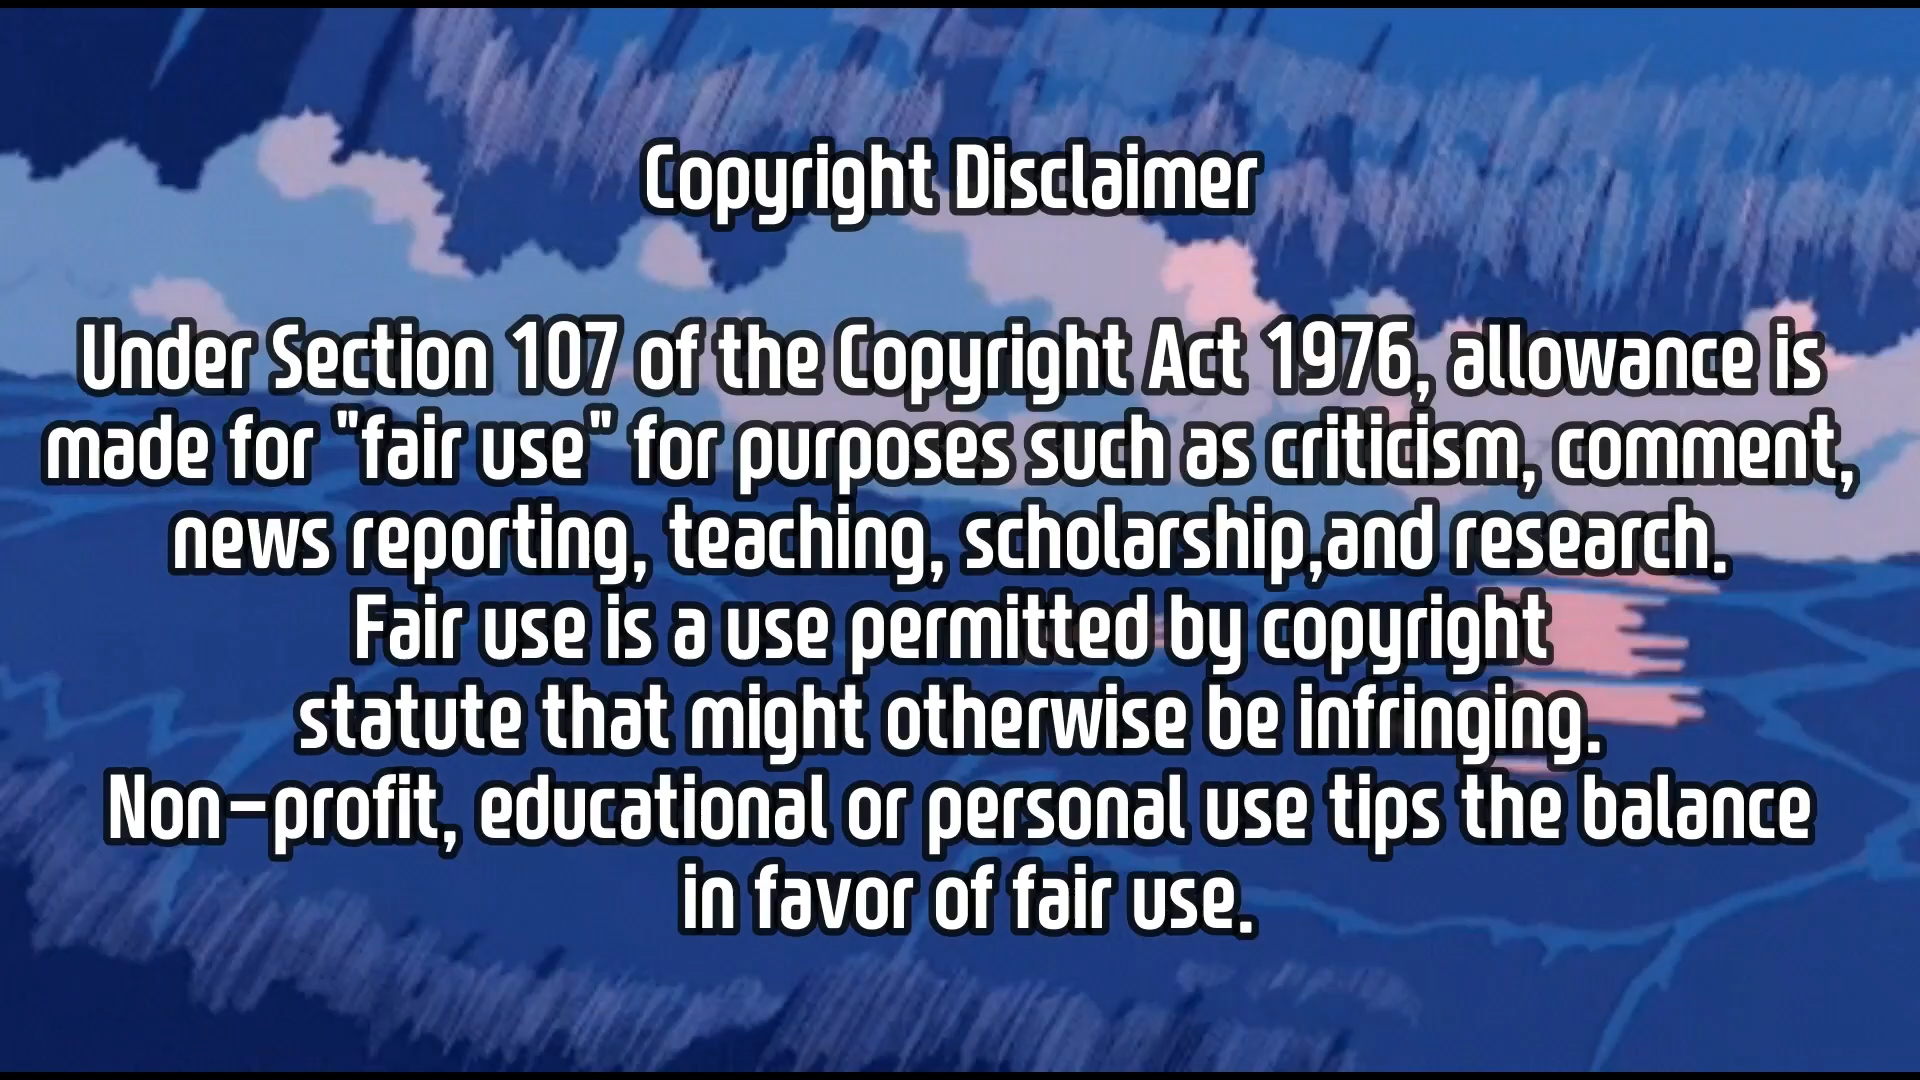 Copyright Disclaimer
Under Section 107 of the Copyright Act 1976, allowance is
made for "fair use" for purposes such as criticism, comment,
news reporting, teaching, scholarship,and research.
Fair use is a use permitted by copyright
statute that might otherwise be infringing.
Non-profit, educational or personal use tips the balance
in favor of fair use.